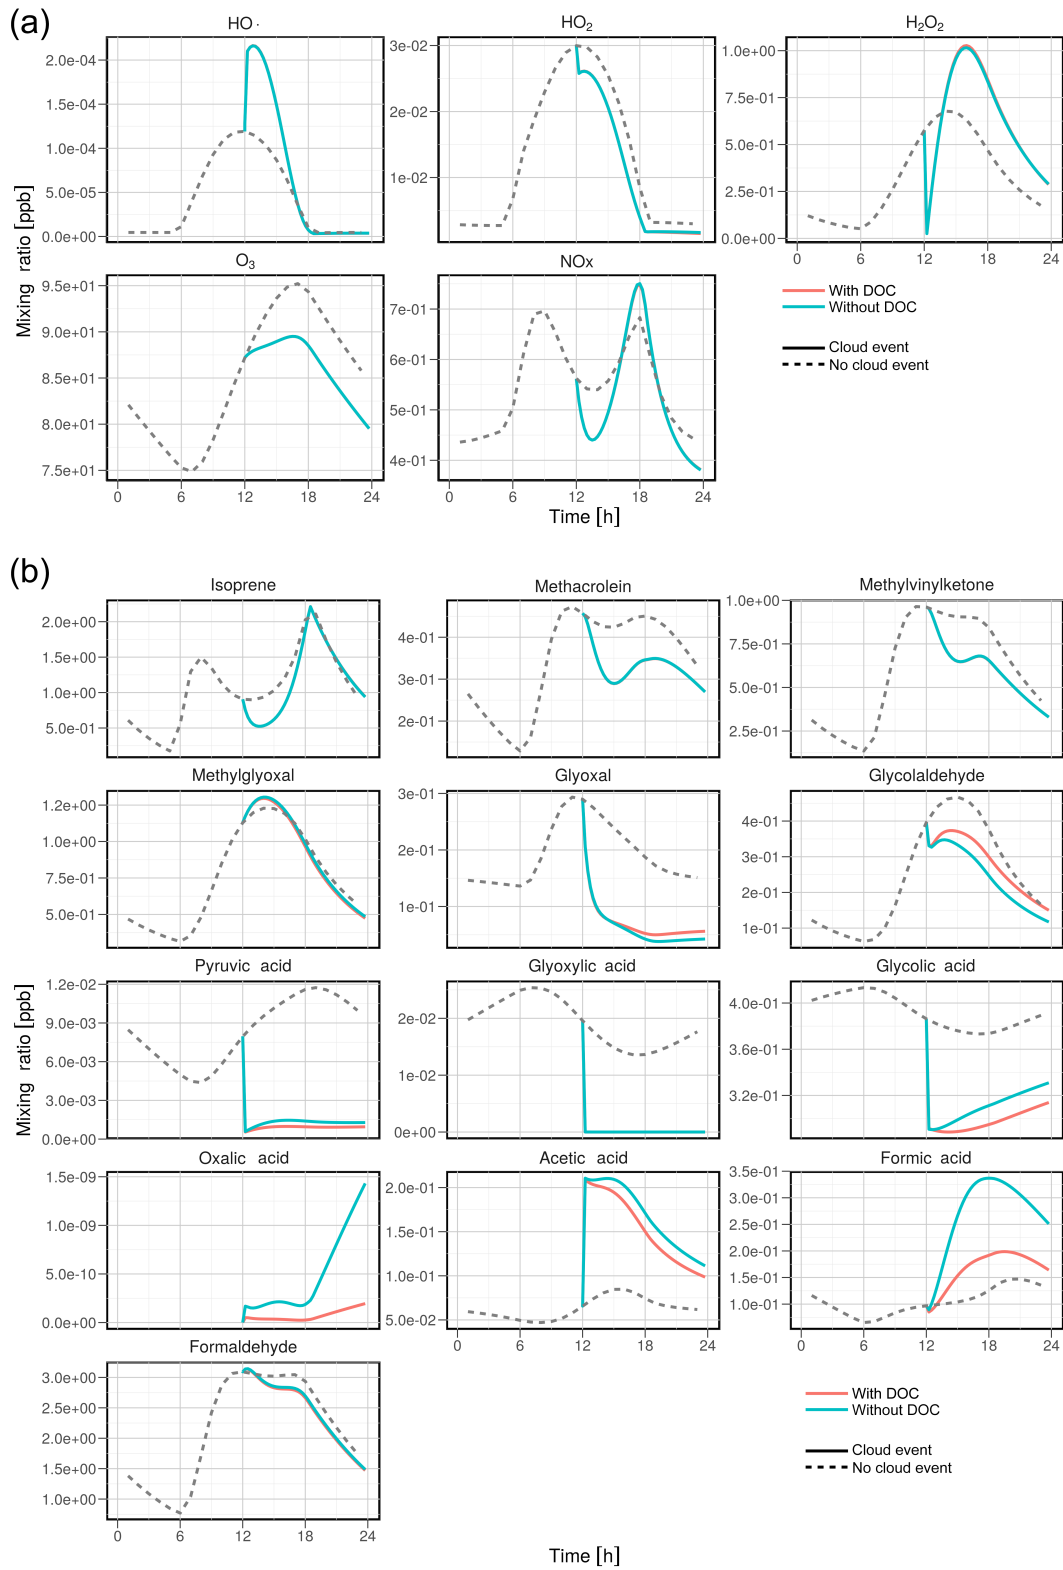 (a)
HO ·
HO2
H2O2
2.0e−04
1.5e−04
1.0e−04
5.0e−05
0.0e+00
3e−02
2e−02
1e−02
1.0e+00
7.5e−01
5.0e−01
2.5e−01
0.0e+00
0 6 12 18 24
Mixing ratio [ppb]
O3
NOx
9.5e+01
9.0e+01
8.5e+01
8.0e+01
7.5e+01
7e−01
6e−01
5e−01
4e−01
With DOC
Without DOC
Cloud event
No cloud event
0 6 12 18 24
0 6 12 18 24
Time [h]
(b)
Isoprene
Methacrolein
Methylvinylketone
2.0e+00
1.5e+00
1.0e+00
5.0e−01
4e−01
3e−01
2e−01
1.0e+00
7.5e−01
5.0e−01
2.5e−01
Methylglyoxal
Glyoxal
Glycolaldehyde
1.2e+00
1.0e+00
7.5e−01
5.0e−01
3e−01
2e−01
1e−01
4e−01
3e−01
2e−01
1e−01
Mixing ratio [ppb]
Pyruvic acid
Glyoxylic acid
Glycolic acid
1.2e−02
9.0e−03
6.0e−03
3.0e−03
0.0e+00
2e−02
1e−02
0e+00
4.0e−01
3.6e−01
3.2e−01
Oxalic acid
Acetic acid
Formic acid
1.5e−09
1.0e−09
5.0e−10
0.0e+00
2.0e−01
1.5e−01
1.0e−01
5.0e−02
3.5e−01
3.0e−01
2.5e−01
2.0e−01
1.5e−01
1.0e−01
0 6 12 18 24
0 6 12 18 24
Formaldehyde
3.0e+00
2.5e+00
2.0e+00
1.5e+00
1.0e+00
0 6 12 18 24
With DOC
Without DOC
Cloud event
No cloud event
Time [h]